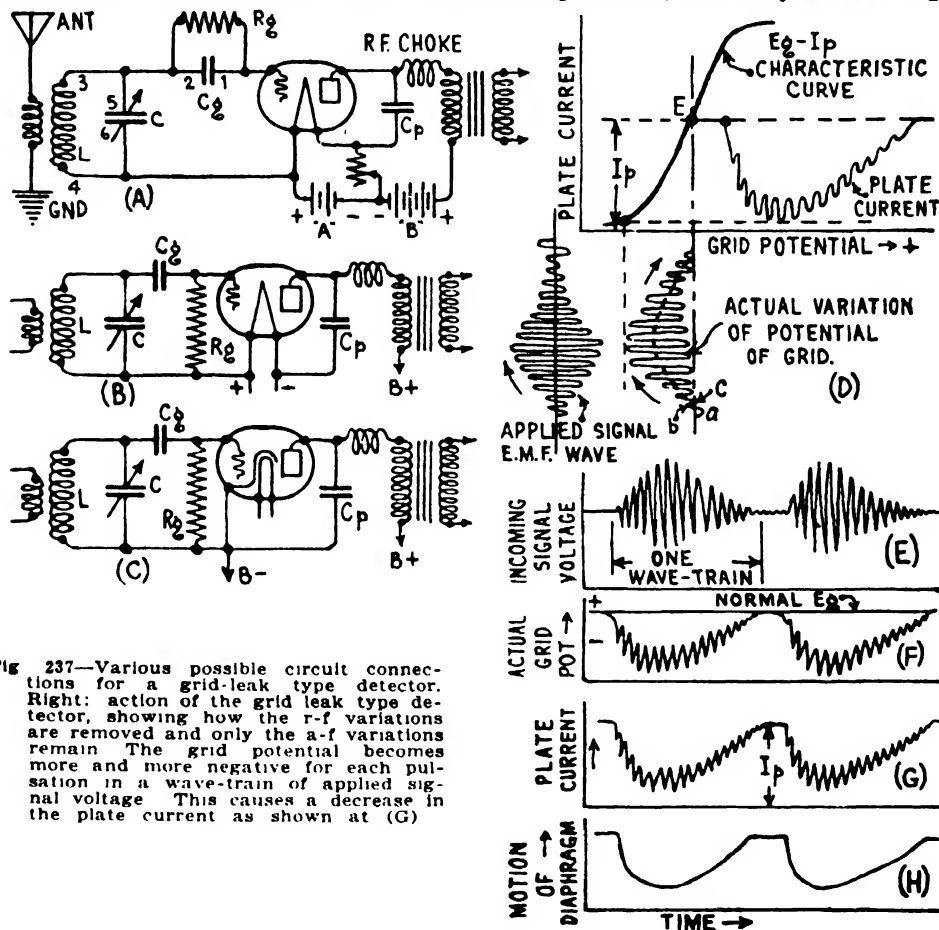 ANT
Rg
R.F. CHOKE
3
2
1
Cg
5
6
C
Cp
L
4
(A)
GND
+ "A" - - "B" +
Cg
L
C
Rg
Cp
(B)
+ -
B+
Cg
L
C
Rg
Cp
(C)
B-
B+
PLATE CURRENT
Eg-Ip
CHARACTERISTIC
CURVE
E
Ip
PLATE
CURRENT
GRID POTENTIAL → +
ACTUAL VARIATION
OF POTENTIAL
OF GRID.
(D)
C
b
a
APPLIED SIGNAL
E.M.F. WAVE
INCOMING
SIGNAL
VOLTAGE
ONE
WAVE-TRAIN
(E)
ACTUAL
GRID
POT →
+
-
NORMAL Eg
(F)
PLATE
CURRENT
Ip
(G)
MOTION
OF →
DIAPHRAGM
(H)
TIME →
Fig 237—Various possible circuit connec-
tions for a grid-leak type detector.
Right: action of the grid leak type de-
tector, showing how the r-f variations
are removed and only the a-f variations
remain The grid potential becomes
more and more negative for each pul-
sation in a wave-train of applied sig-
nal voltage This causes a decrease in
the plate current as shown at (G)